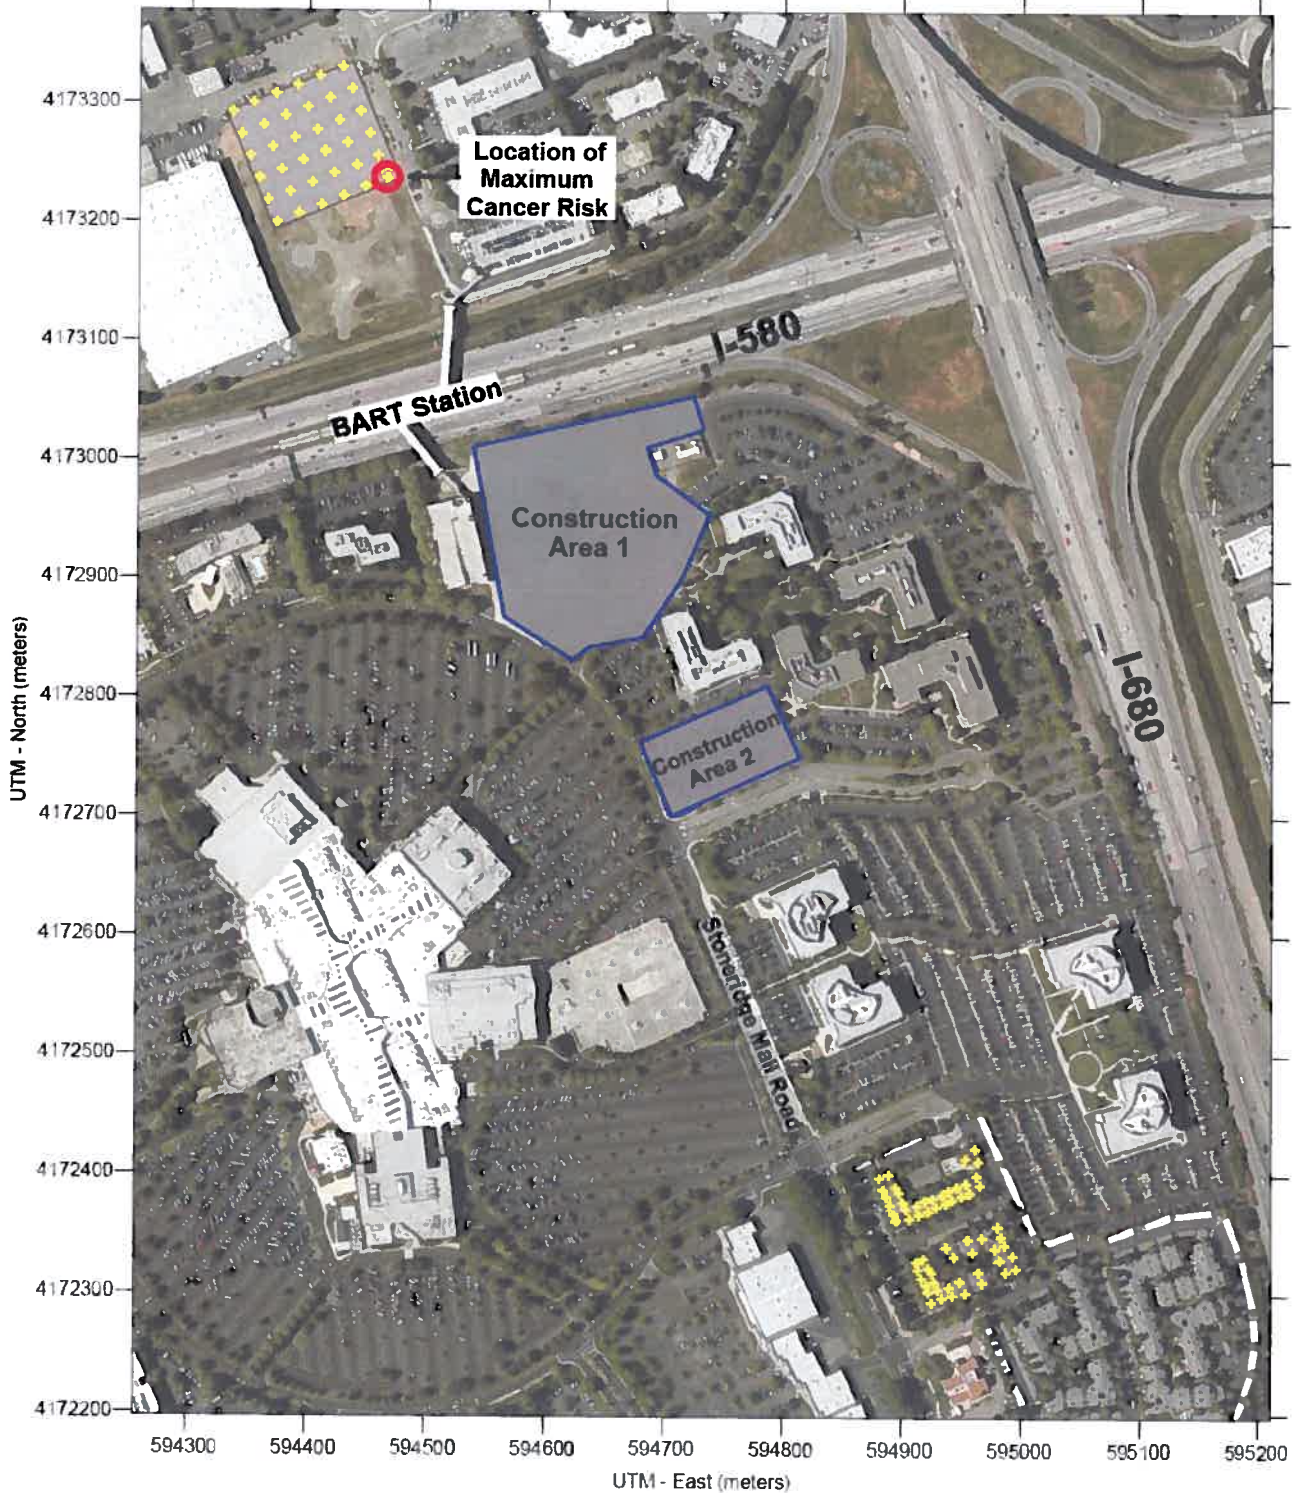 4173300
4173200
4173100
4173000
4172900
4172800
4172700
4172600
4172500
4172400
4172300
4172200
UTM - North (meters)
Location of
Maximum
Cancer Risk
I-580
BART Station
Construction
Area 1
I-680
Construction
Area 2
Stoneridge Mall Road
594300
594400
594500
594600
594700
594800
594900
595000
595100
595200
UTM - East (meters)